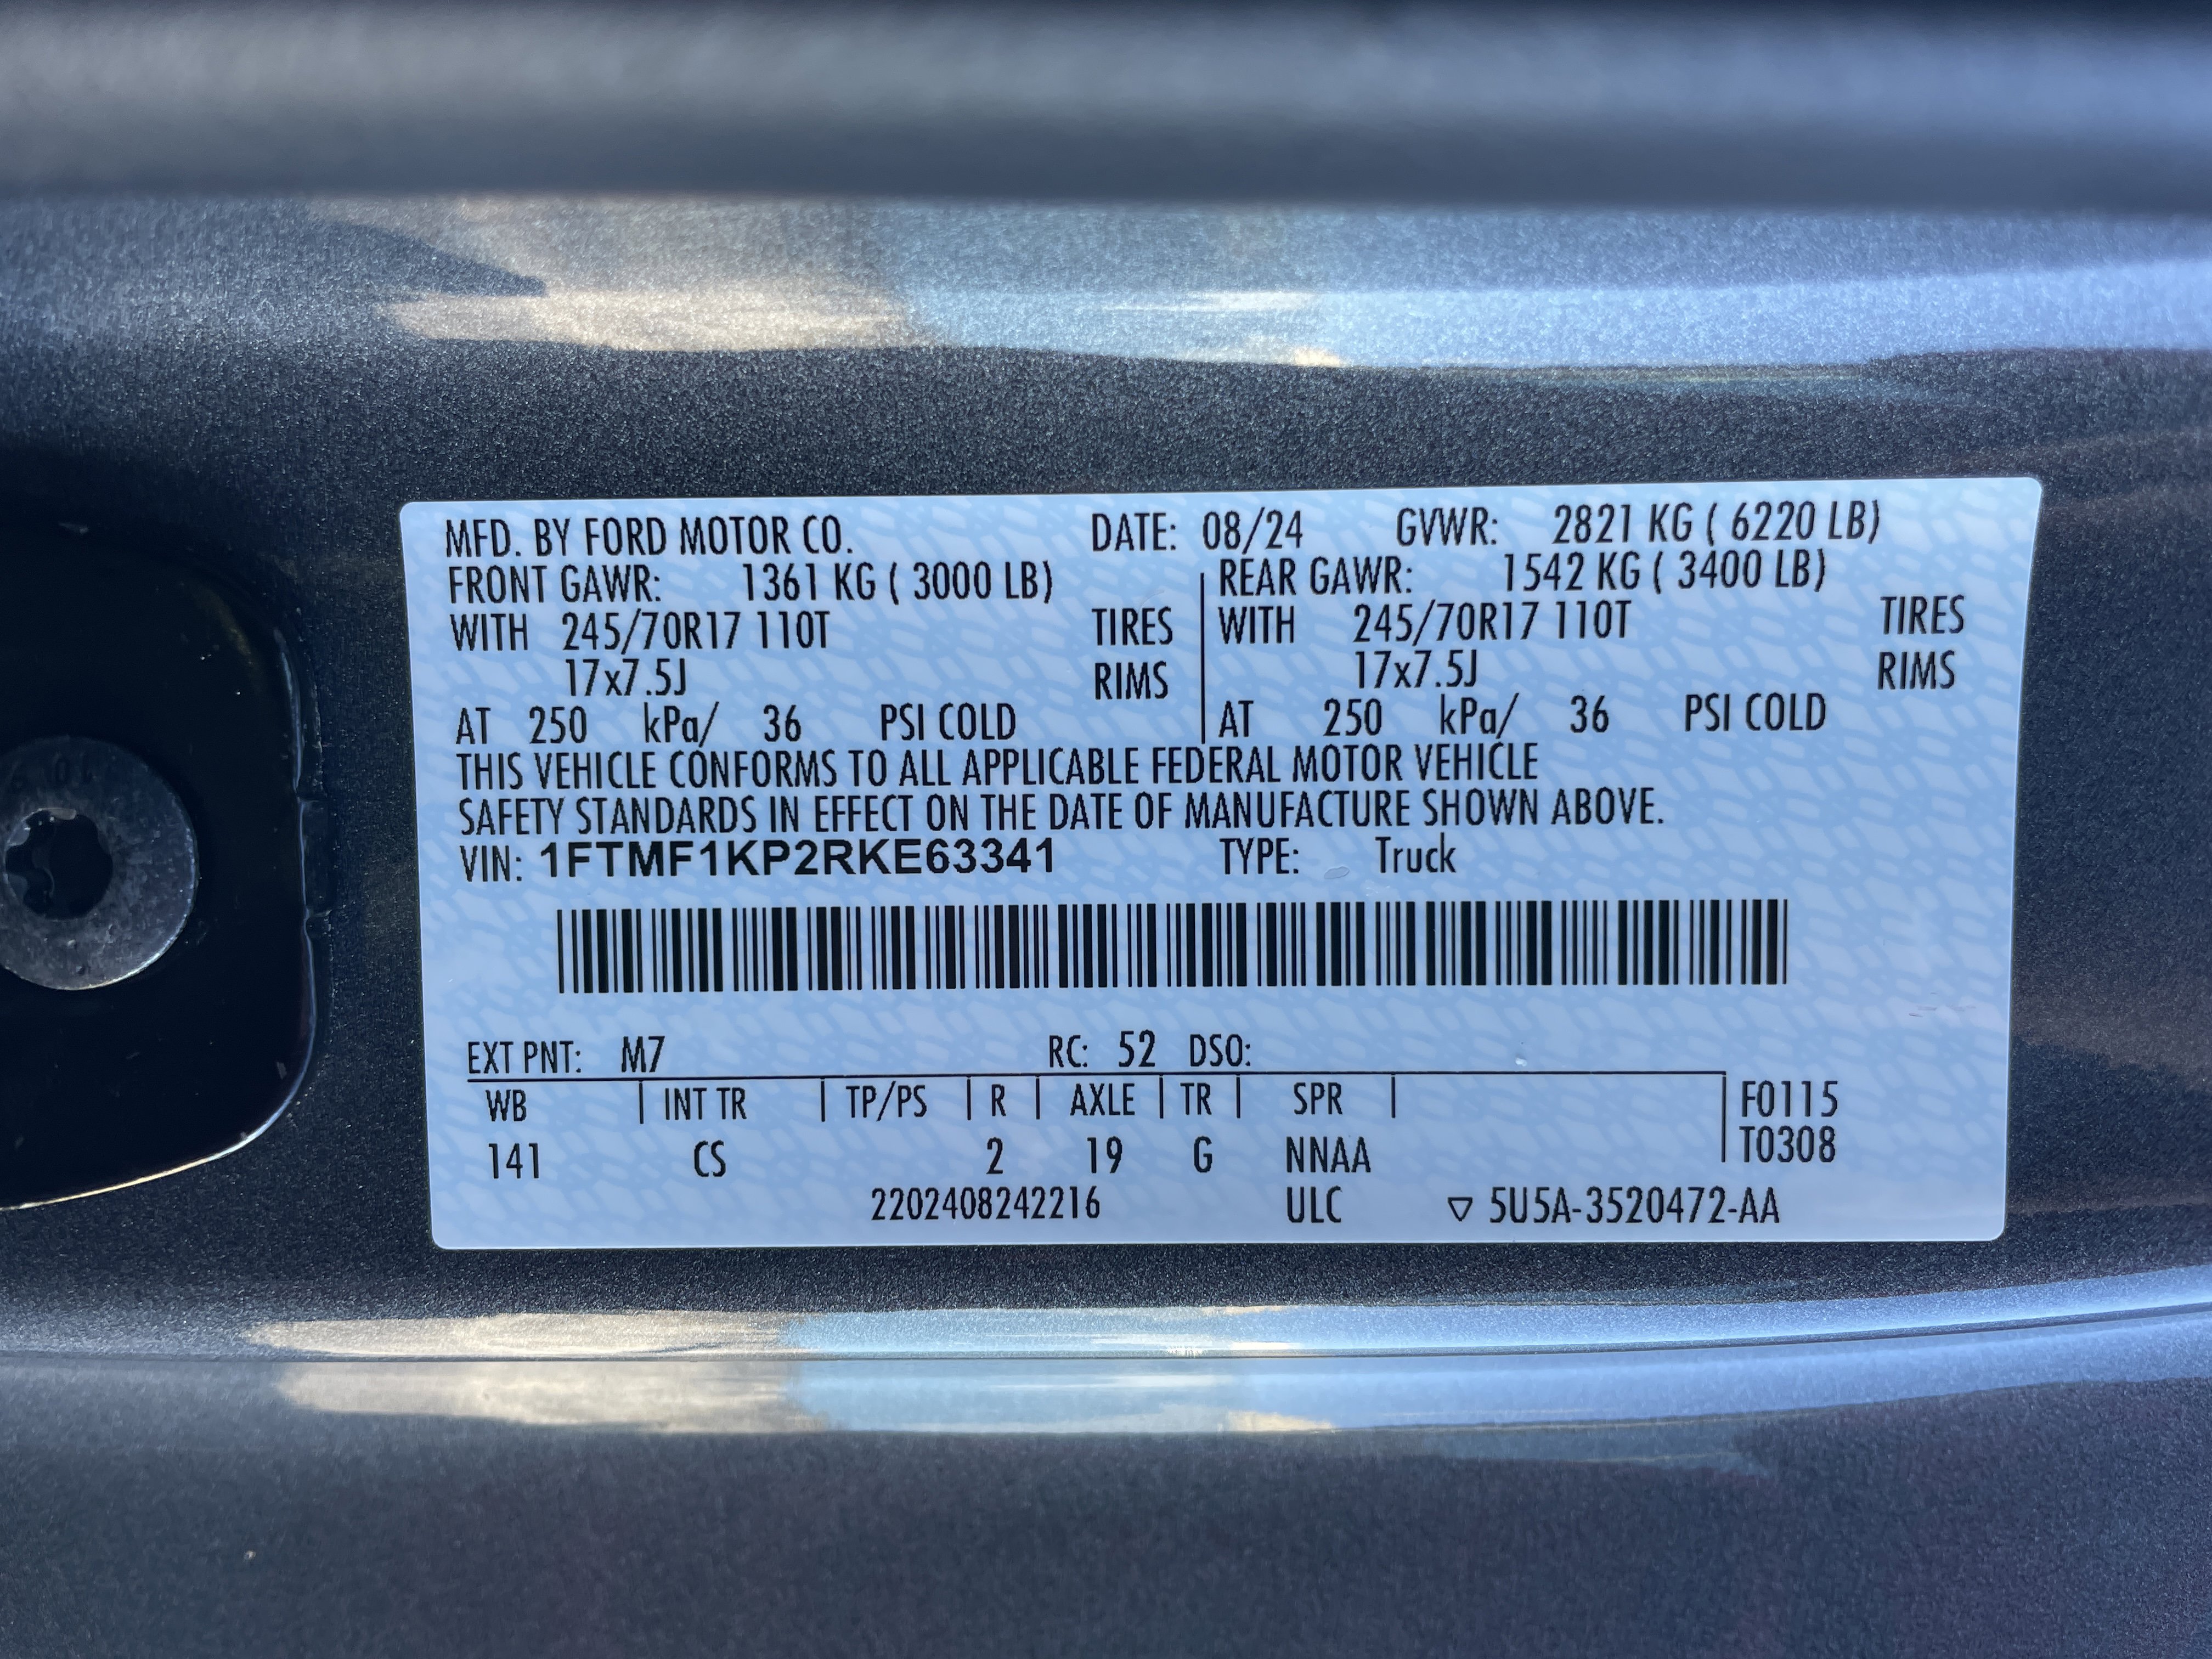 MFD. BY FORD MOTOR CO. DATE: 08/24 GVWR: 2821 KG ( 6220 LB)
FRONT GAWR: 1361 KG ( 3000 LB) REAR GAWR: 1542 KG ( 3400 LB)
WITH 245/70R17 110T TIRES WITH 245/70R17 110T TIRES
17x7.5J RIMS 17x7.5J RIMS
AT 250 kPa/ 36 PSI COLD AT 250 kPa/ 36 PSI COLD
THIS VEHICLE CONFORMS TO ALL APPLICABLE FEDERAL MOTOR VEHICLE
SAFETY STANDARDS IN EFFECT ON THE DATE OF MANUFACTURE SHOWN ABOVE.
VIN: 1FTMF1KP2RKE63341 TYPE: Truck
EXT PNT: M7 RC: 52 DSO:
WB INT TR TP/PS R AXLE TR SPR F0115
141 CS 2 19 G NNAA T0308
2202408242216 ULC ▽ 5U5A-3520472-AA